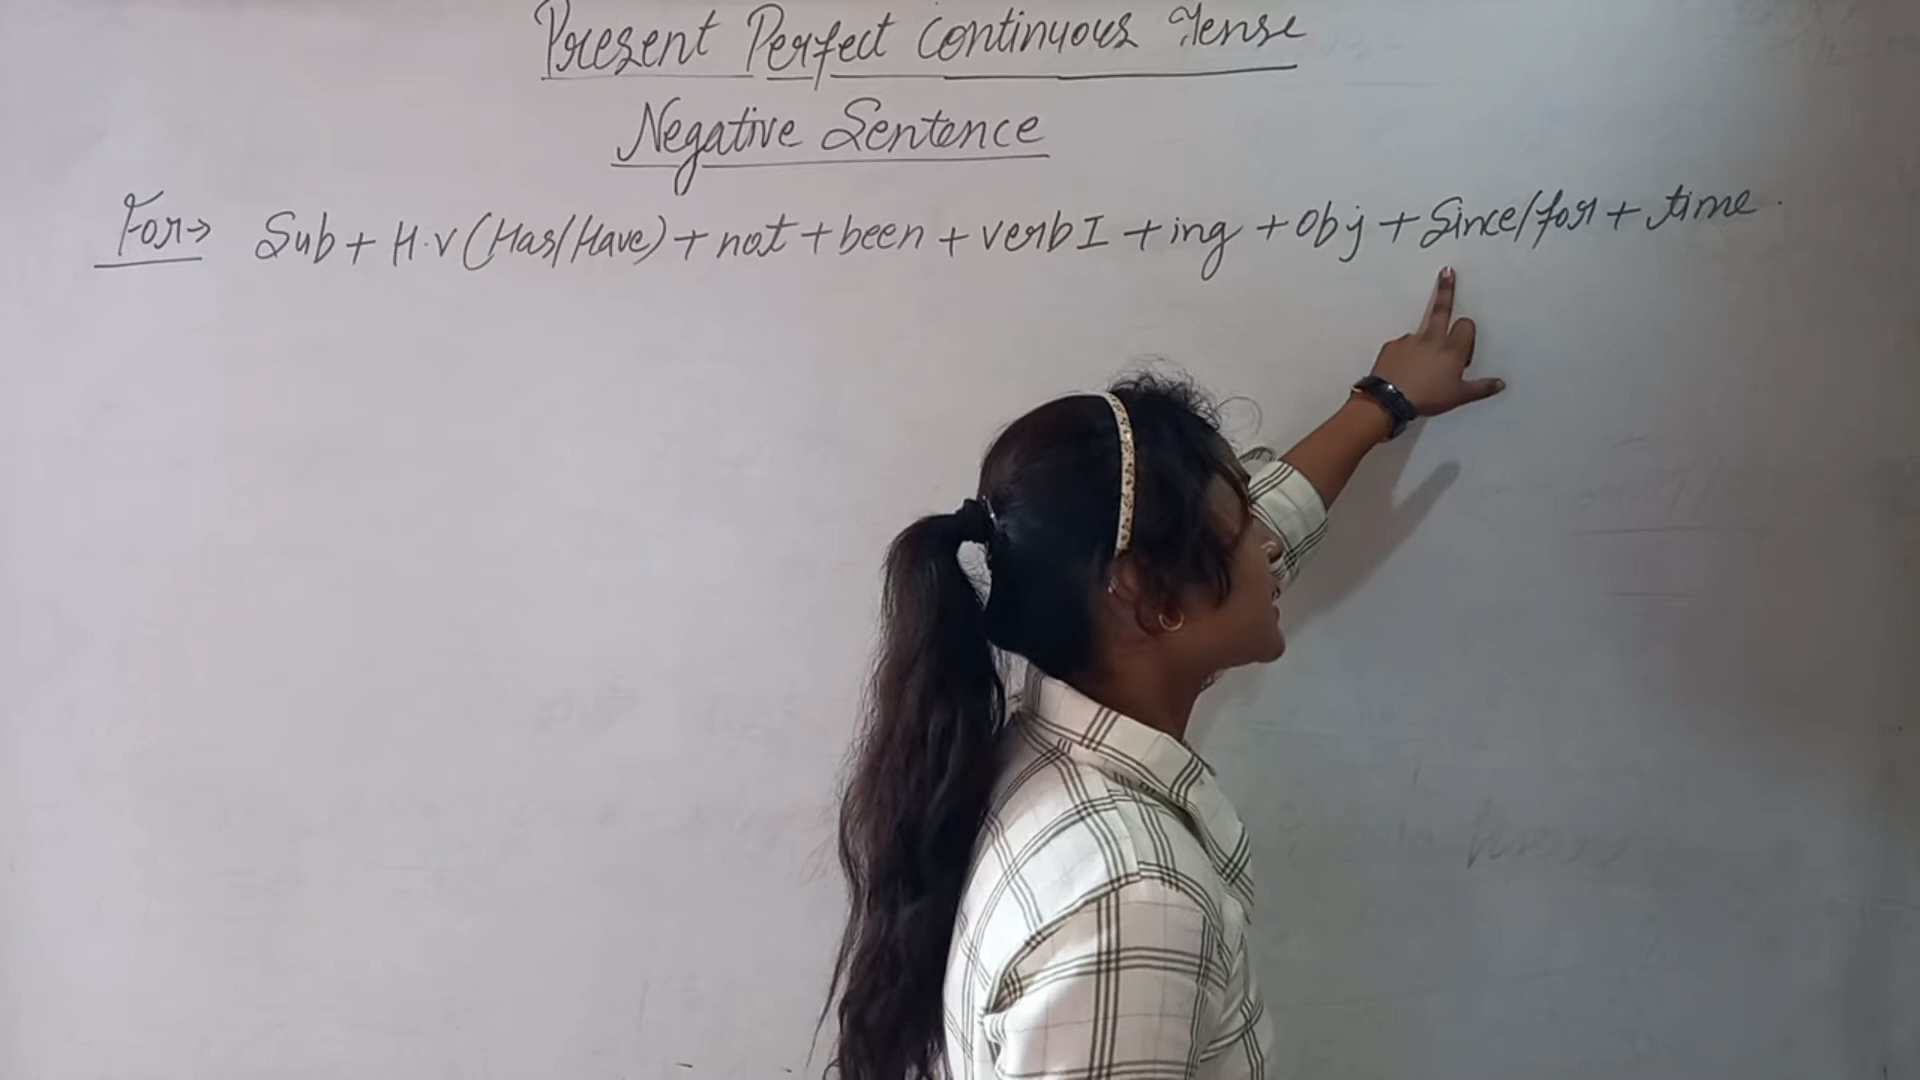 Present Perfect Continuous Tense
Negative Sentence
For→ Sub + H.V (Has/Have) + not + been + verb I + ing + Obj + Since/for + time.